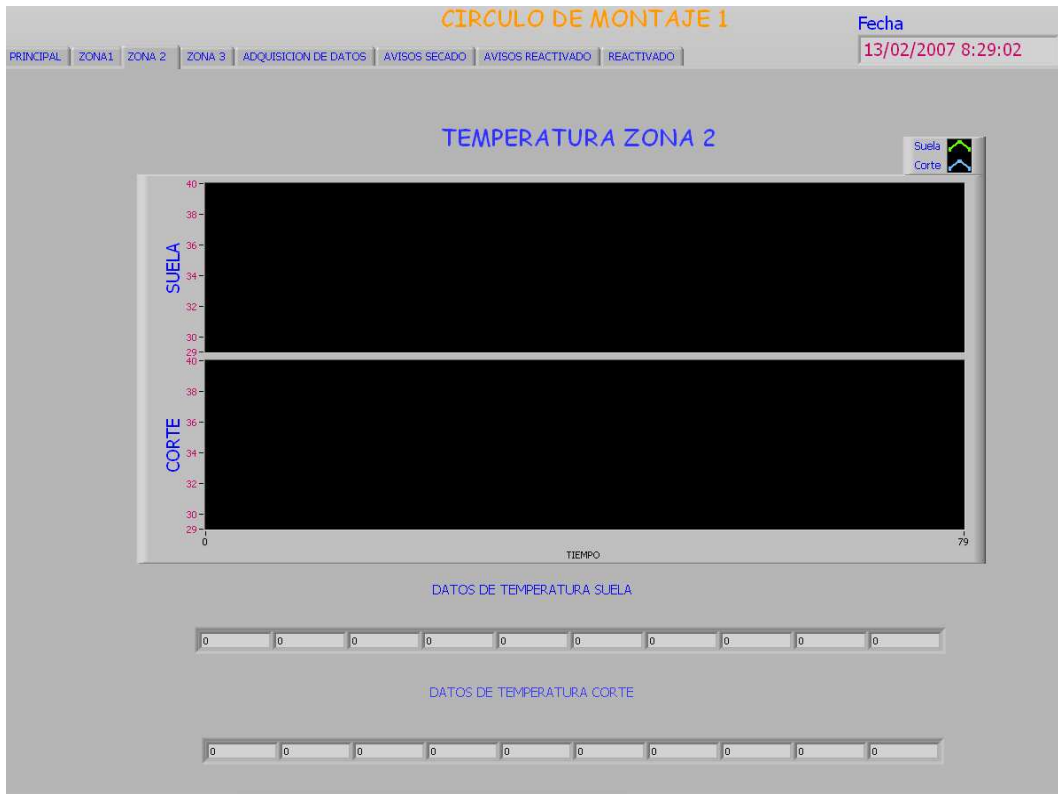 CIRCULO DE MONTAJE 1
Fecha
13/02/2007 8:29:02
PRINCIPAL ZONA1 ZONA 2 ZONA 3 ADQUISICION DE DATOS AVISOS SECADO AVISOS REACTIVADO REACTIVADO
TEMPERATURA ZONA 2
Suela
Corte
SUELA
40
38
36
34
32
30
29
CORTE
40
38
36
34
32
30
29
0 79
TIEMPO
DATOS DE TEMPERATURA SUELA
0 0 0 0 0 0 0 0 0 0
DATOS DE TEMPERATURA CORTE
0 0 0 0 0 0 0 0 0 0